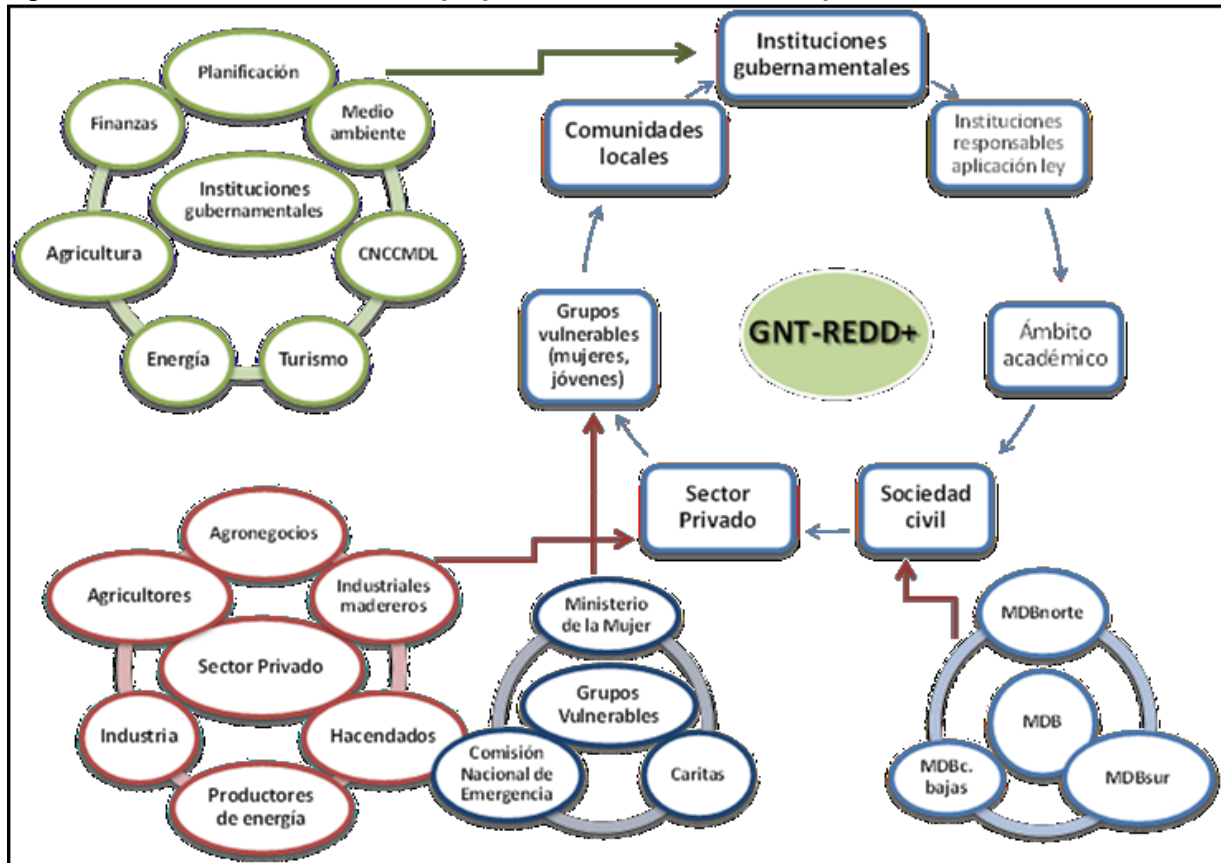 Planificación
Finanzas
Medio
ambiente
Instituciones
gubernamentales
Agricultura
CNCCMDL
Energía
Turismo
Instituciones
gubernamentales
Comunidades
locales
Instituciones
responsables
aplicación ley
Grupos
vulnerables
(mujeres,
jóvenes)
GNT-REDD+
Ámbito
académico
Sector
Privado
Sociedad
civil
Agronegocios
Agricultores
Industriales
madereros
Sector Privado
Industria
Hacendados
Productores
de energía
Ministerio
de la Mujer
Grupos
Vulnerables
Comisión
Nacional de
Emergencia
Caritas
MDBnorte
MDB
MDBc.
bajas
MDBsur